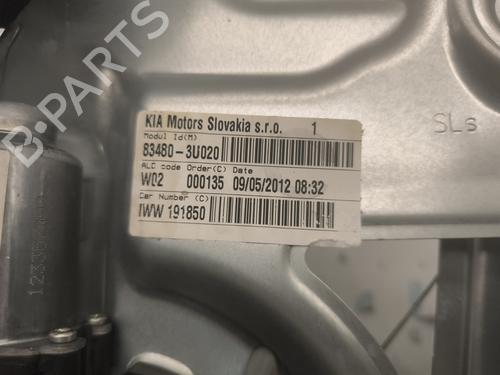 KIA Motors Slovakia s.r.o. 1
Modul Id(M)
83480-3U020
ALC code Order(C) Date
W02 000135 09/05/2012 08:32
Car Number (C)
IWW 191850
SLs
B-PARTS